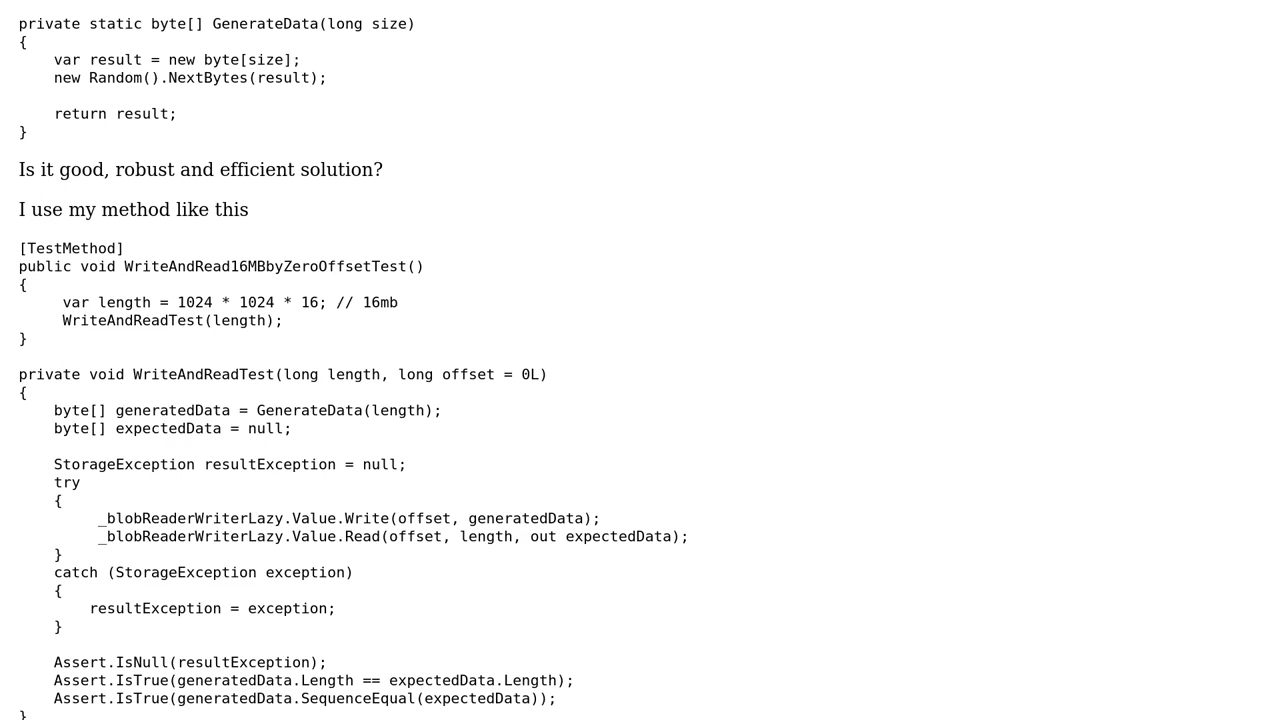 private static byte[] GenerateData(long size)
{
    var result = new byte[size];
    new Random().NextBytes(result);

    return result;
}
Is it good, robust and efficient solution?
I use my method like this
[TestMethod]
public void WriteAndRead16MBbyZeroOffsetTest()
{
     var length = 1024 * 1024 * 16; // 16mb
     WriteAndReadTest(length);
}

private void WriteAndReadTest(long length, long offset = 0L)
{
    byte[] generatedData = GenerateData(length);
    byte[] expectedData = null;

    StorageException resultException = null;
    try
    {
         _blobReaderWriterLazy.Value.Write(offset, generatedData);
         _blobReaderWriterLazy.Value.Read(offset, length, out expectedData);
    }
    catch (StorageException exception)
    {
        resultException = exception;
    }

    Assert.IsNull(resultException);
    Assert.IsTrue(generatedData.Length == expectedData.Length);
    Assert.IsTrue(generatedData.SequenceEqual(expectedData));
}